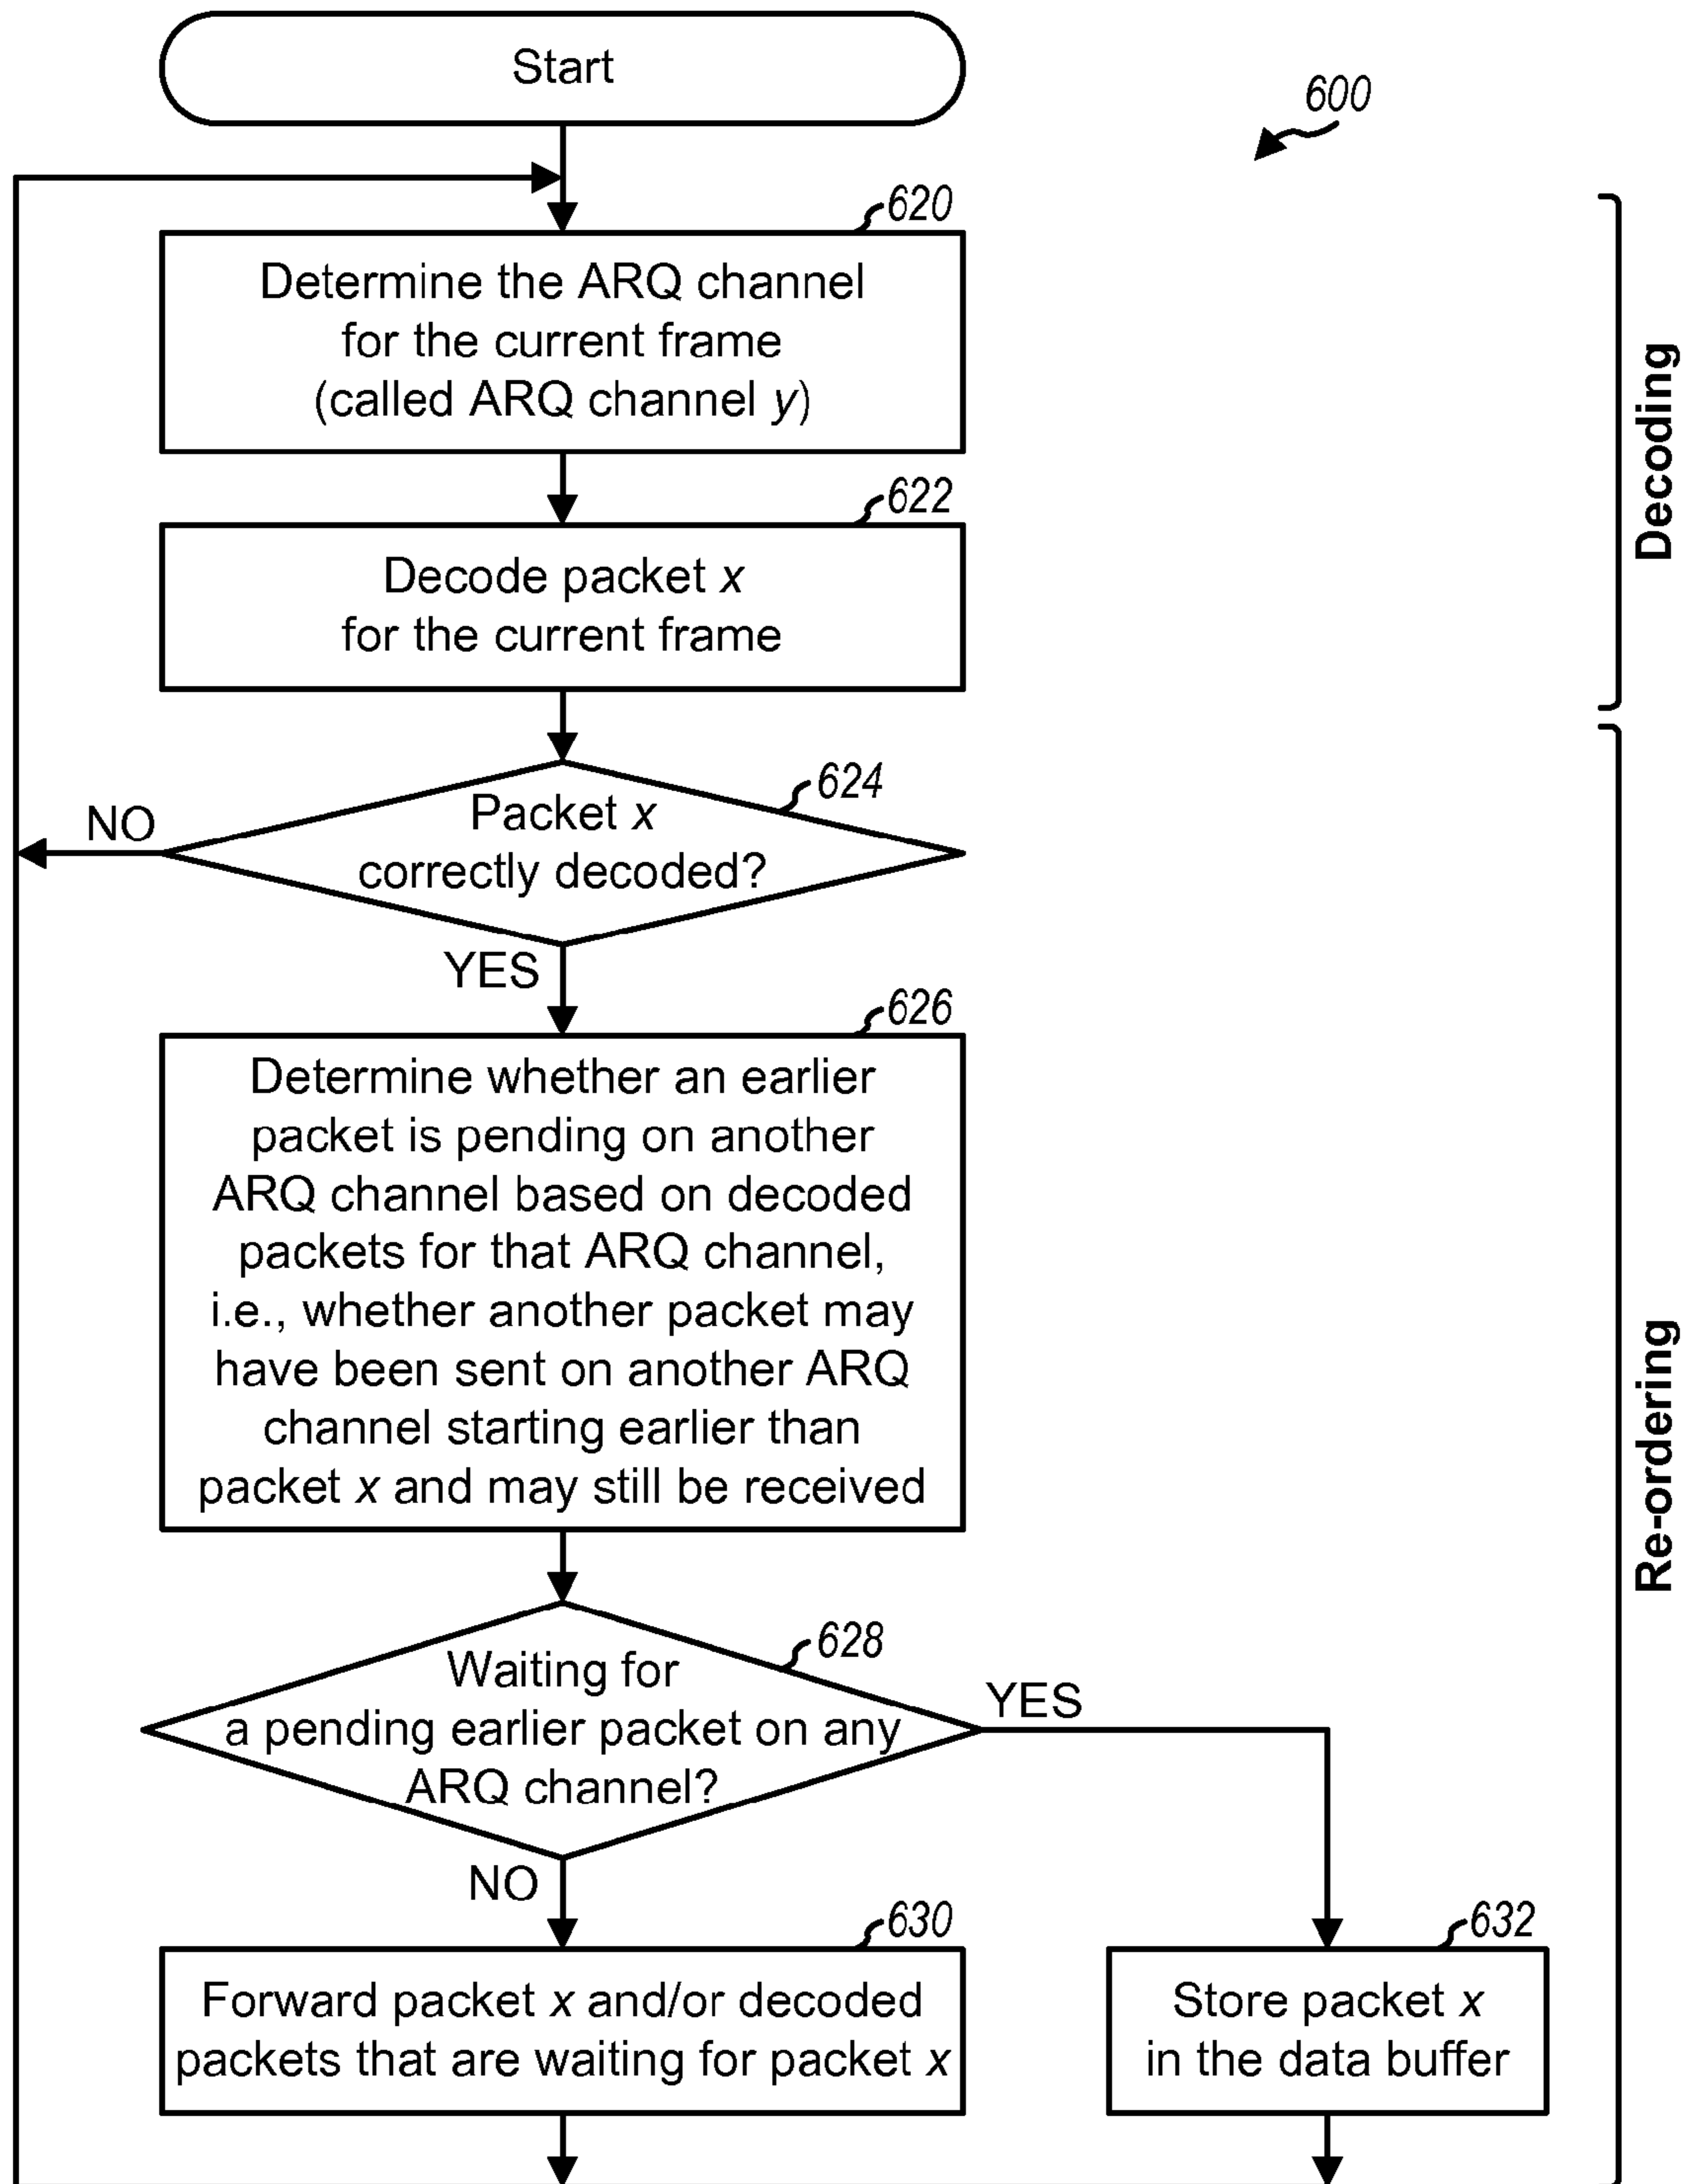 Start
600
620
Determine the ARQ channel
for the current frame
(called ARQ channel y)
622
Decode packet x
for the current frame
Decoding
624
Packet x
correctly decoded?
NO
YES
626
Determine whether an earlier
packet is pending on another
ARQ channel based on decoded
packets for that ARQ channel,
i.e., whether another packet may
have been sent on another ARQ
channel starting earlier than
packet x and may still be received
628
Waiting for
a pending earlier packet on any
ARQ channel?
YES
NO
630
Forward packet x and/or decoded
packets that are waiting for packet x
632
Store packet x
in the data buffer
Re-ordering